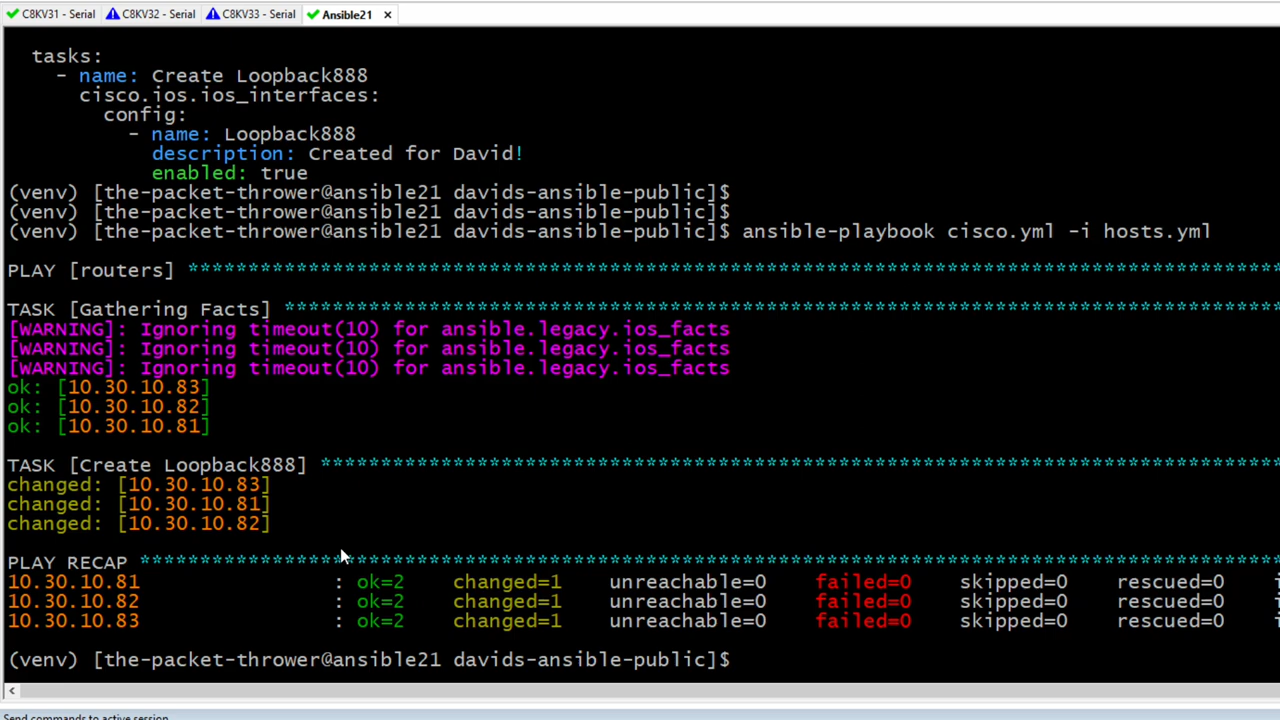 C8KV31 - Serial C8KV32 - Serial C8KV33 - Serial Ansible21 ×
tasks:
- name: Create Loopback888
cisco.ios.ios_interfaces:
config:
- name: Loopback888
description: Created for David!
enabled: true
(venv) [the-packet-thrower@ansible21 davids-ansible-public]$
(venv) [the-packet-thrower@ansible21 davids-ansible-public]$
(venv) [the-packet-thrower@ansible21 davids-ansible-public]$ ansible-playbook cisco.yml -i hosts.yml
PLAY [routers] *******************************************************************************************
TASK [Gathering Facts] ***********************************************************************************
[WARNING]: Ignoring timeout(10) for ansible.legacy.ios_facts
[WARNING]: Ignoring timeout(10) for ansible.legacy.ios_facts
[WARNING]: Ignoring timeout(10) for ansible.legacy.ios_facts
ok: [10.30.10.83]
ok: [10.30.10.82]
ok: [10.30.10.81]
TASK [Create Loopback888] ********************************************************************************
changed: [10.30.10.83]
changed: [10.30.10.81]
changed: [10.30.10.82]
PLAY RECAP ***********************************************************************************************
10.30.10.81 : ok=2 changed=1 unreachable=0 failed=0 skipped=0 rescued=0
10.30.10.82 : ok=2 changed=1 unreachable=0 failed=0 skipped=0 rescued=0
10.30.10.83 : ok=2 changed=1 unreachable=0 failed=0 skipped=0 rescued=0
(venv) [the-packet-thrower@ansible21 davids-ansible-public]$
Send commands to active session